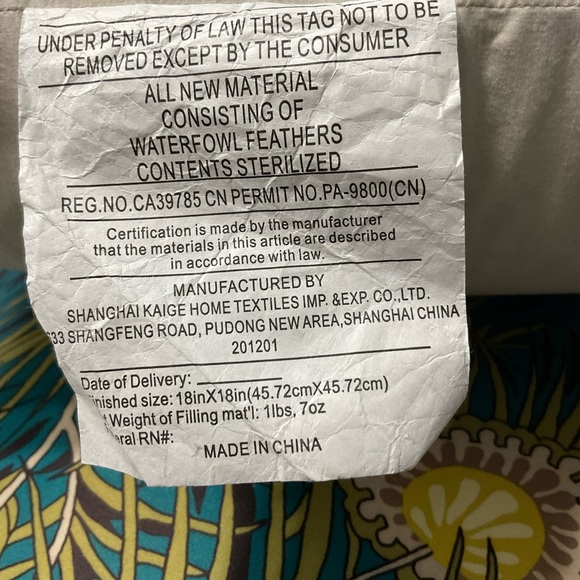 UNDER PENALTY OF LAW THIS TAG NOT TO BE
REMOVED EXCEPT BY THE CONSUMER
ALL NEW MATERIAL
CONSISTING OF
WATERFOWL FEATHERS
CONTENTS STERILIZED
REG.NO.CA39785 CN PERMIT NO.PA-9800(CN)
Certification is made by the manufacturer
that the materials in this article are described
in accordance with law.
MANUFACTURED BY
SHANGHAI KAIGE HOME TEXTILES IMP. &EXP. CO.,LTD.
SHANGFENG ROAD, PUDONG NEW AREA,SHANGHAI CHINA
201201
Date of Delivery:
size: 18inX18in(45.72cmX45.72cm)
Weight of Filling mat'l: 1lbs, 7oz
RN#:
MADE IN CHINA